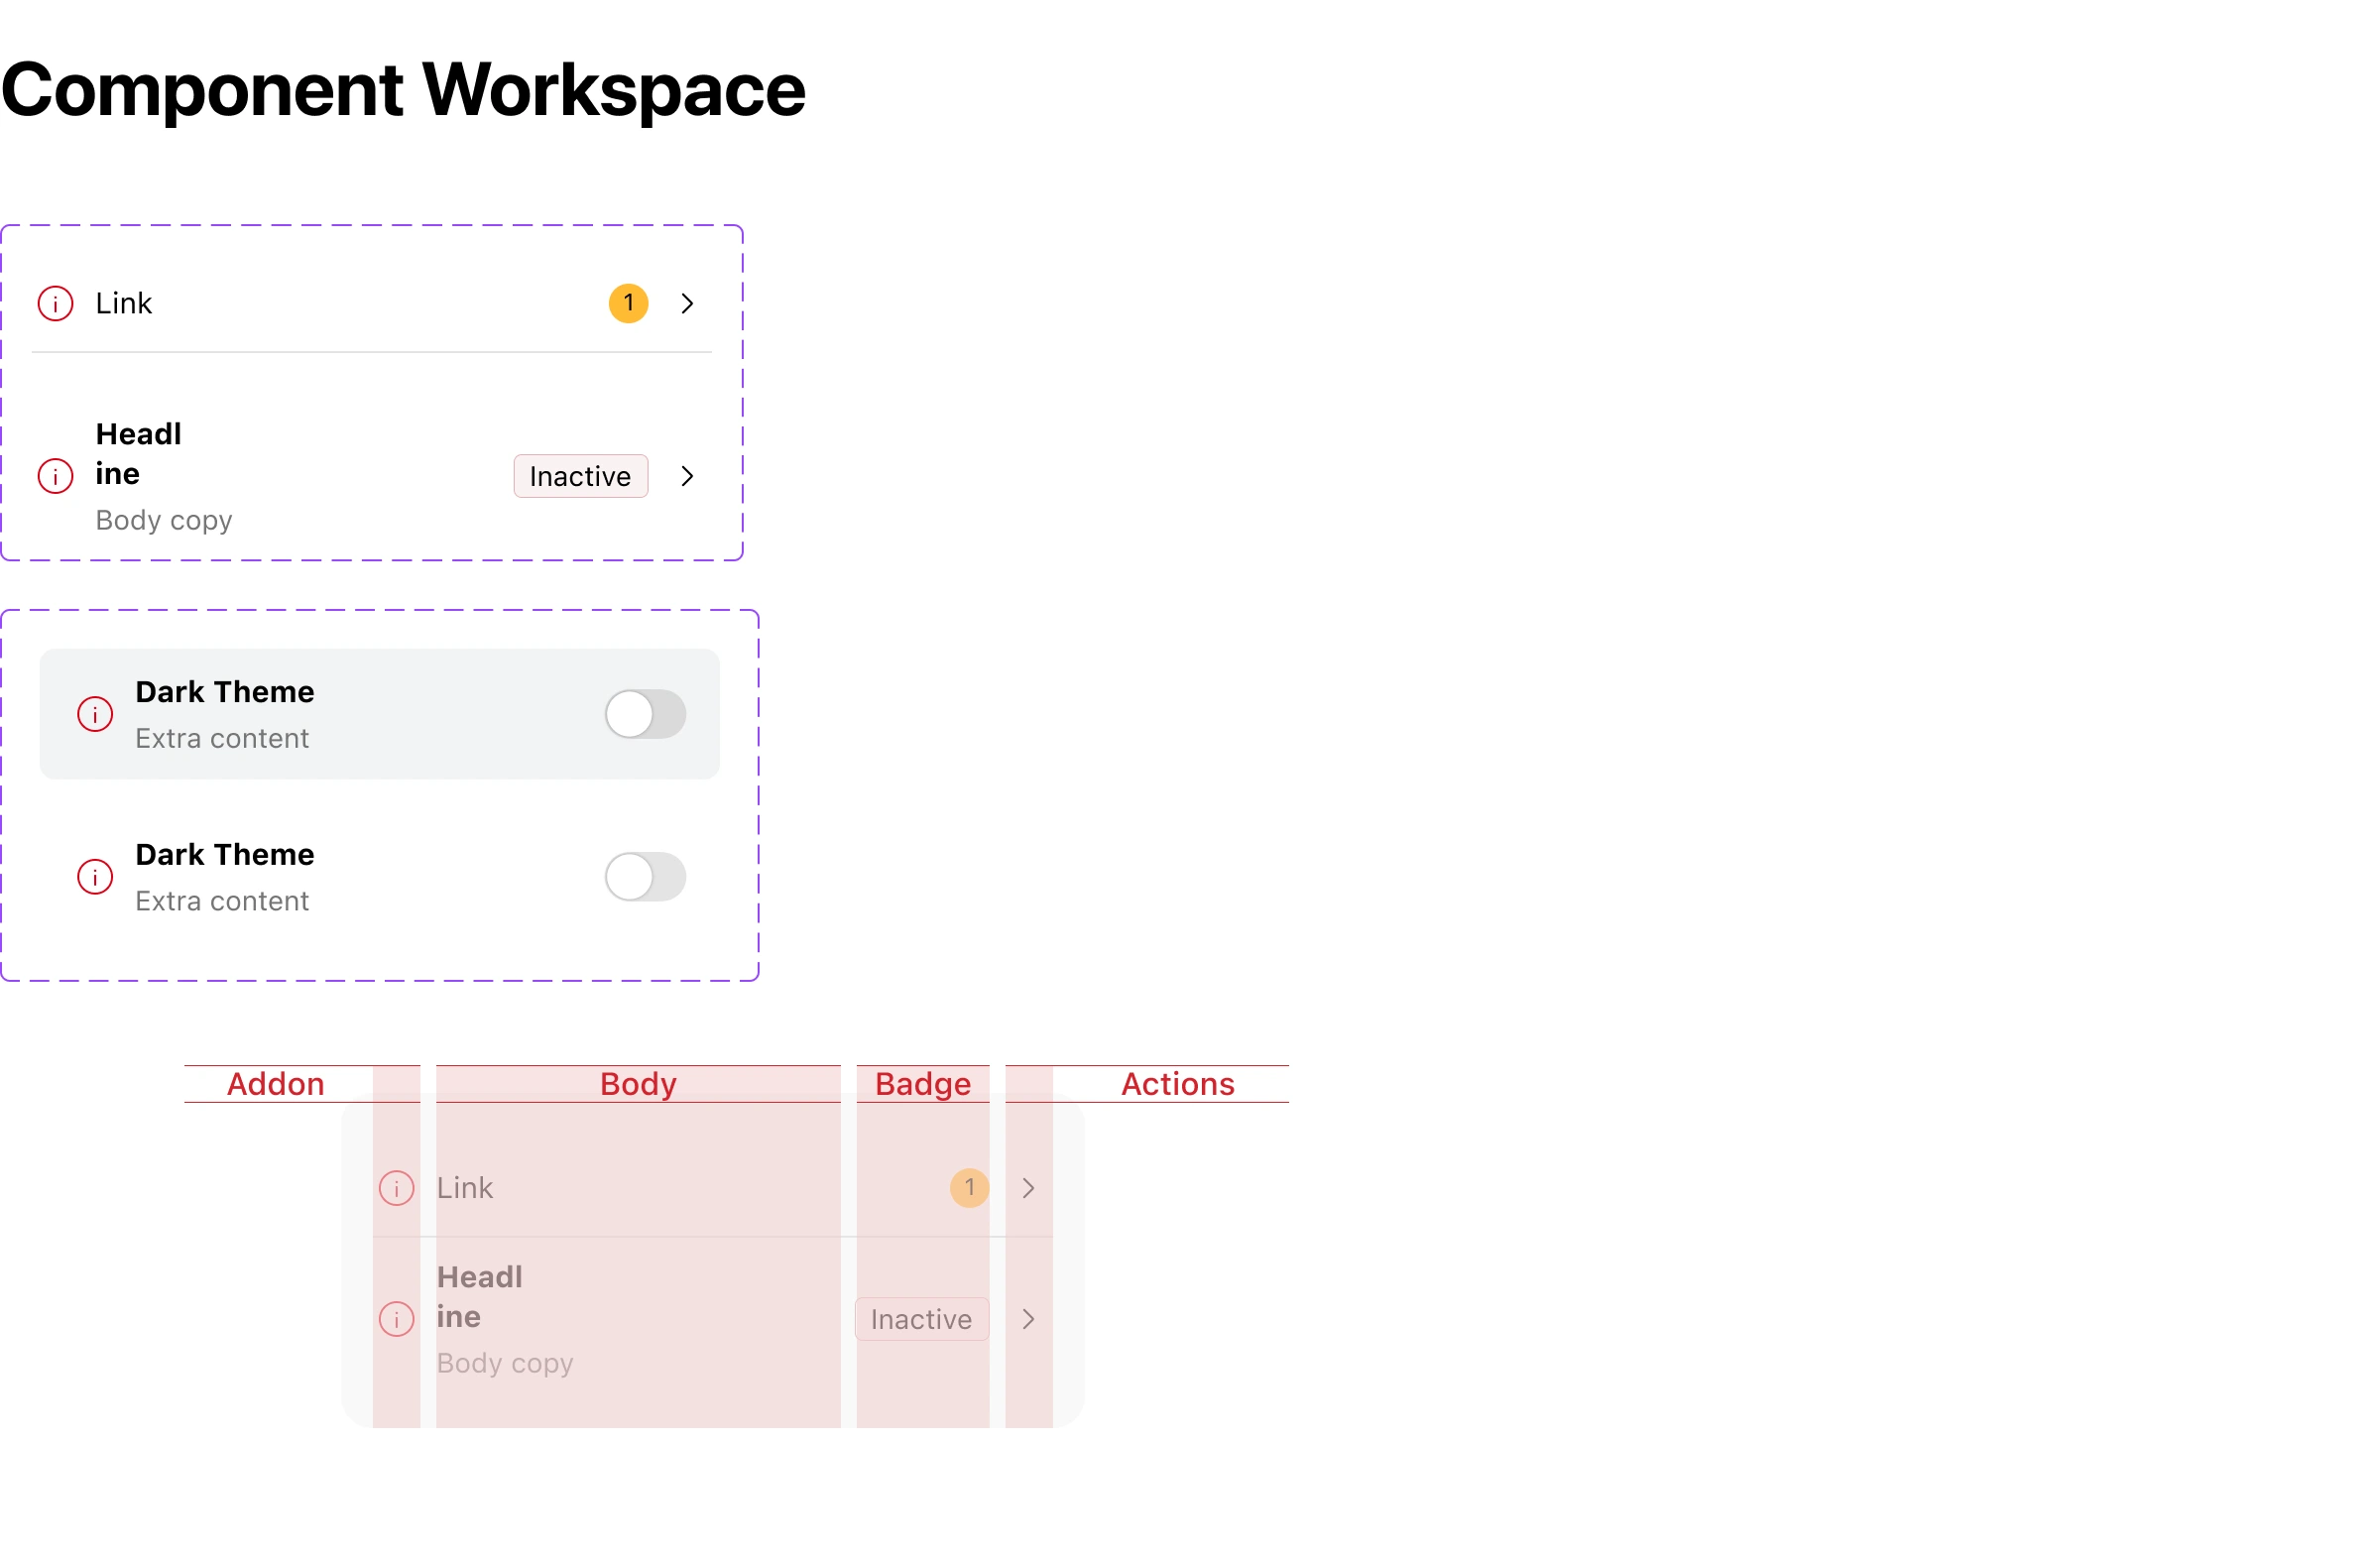 Component Workspace
Link 1
Headl
ine
Inactive
Body copy
Dark Theme
Extra content
Dark Theme
Extra content
Addon Body Badge Actions
Link 1
Headl
ine
Inactive
Body copy